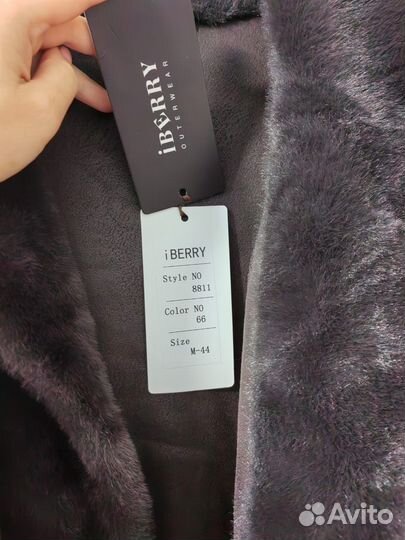 iBERRY
OUTERWEAR
iBERRY
Style NO
8811
Color NO
66
Size
M-44
Avito